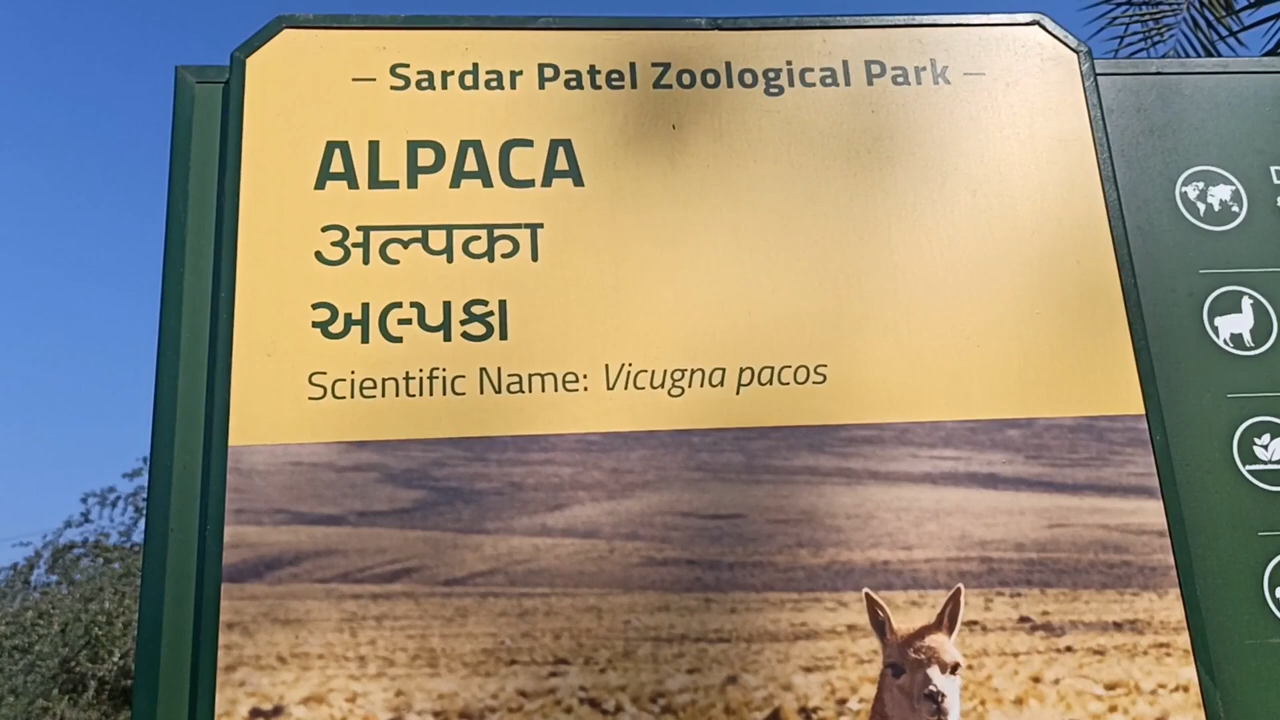 – Sardar Patel Zoological Park –
ALPACA
अल्पका
અલ્પકા
Scientific Name: Vicugna pacos